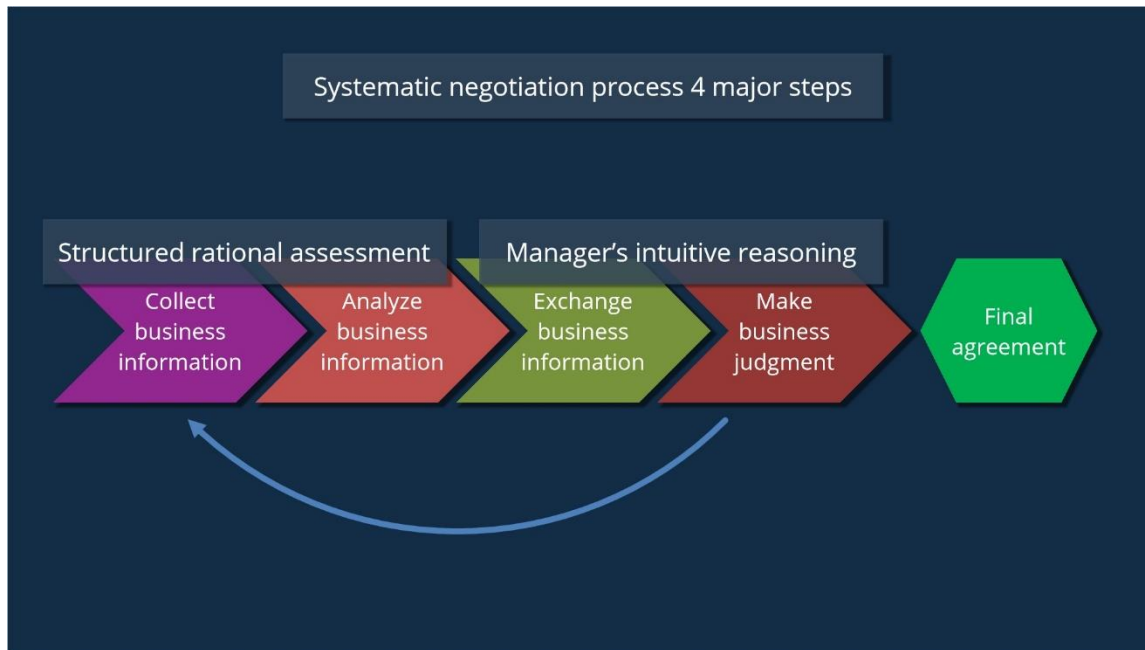 Systematic negotiation process 4 major steps
Structured rational assessment
Manager’s intuitive reasoning
Collect
business
information
Analyze
business
information
Exchange
business
information
Make
business
judgment
Final
agreement